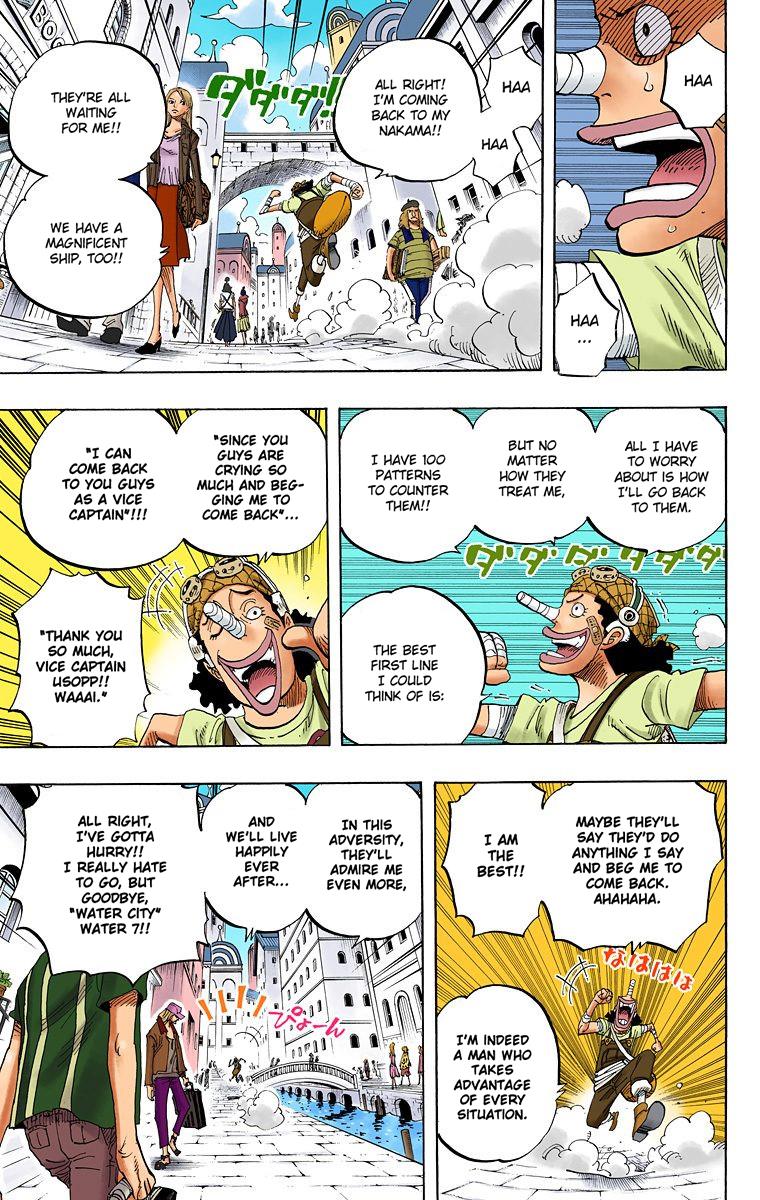 HAA
HAA
...
HAA
HAA
ALL RIGHT!
I'M COMING
BACK TO MY
NAKAMA!!
ダダダダ!!
THEY'RE ALL
WAITING
FOR ME!!
WE HAVE A
MAGNIFICENT
SHIP, TOO!!
ALL I HAVE
TO WORRY
ABOUT IS HOW
I'LL GO BACK
TO THEM.
BUT NO
MATTER
HOW THEY
TREAT ME,
I HAVE 100
PATTERNS
TO COUNTER
THEM!!
ダダダダダダ
THE BEST
FIRST LINE
I COULD
THINK OF IS:
"SINCE YOU
GUYS ARE
CRYING SO
MUCH AND BEG-
GING ME TO
COME BACK"...
"I CAN
COME BACK
TO YOU GUYS
AS A VICE
CAPTAIN"!!!
"THANK YOU
SO MUCH,
VICE CAPTAIN
USOPP!!
WAAAI."
MAYBE THEY'LL
SAY THEY'D DO
ANYTHING I SAY
AND BEG ME TO
COME BACK.
AHAHAHA.
I AM
THE
BEST!!
なはははは
I'M INDEED
A MAN WHO
TAKES
ADVANTAGE
OF EVERY
SITUATION.
IN THIS
ADVERSITY,
THEY'LL
ADMIRE ME
EVEN MORE,
AND
WE'LL LIVE
HAPPILY
EVER
AFTER...
ALL RIGHT,
I'VE GOTTA
HURRY!!
I REALLY HATE
TO GO, BUT
GOODBYE,
"WATER CITY"
WATER 7!!
ぴょーん